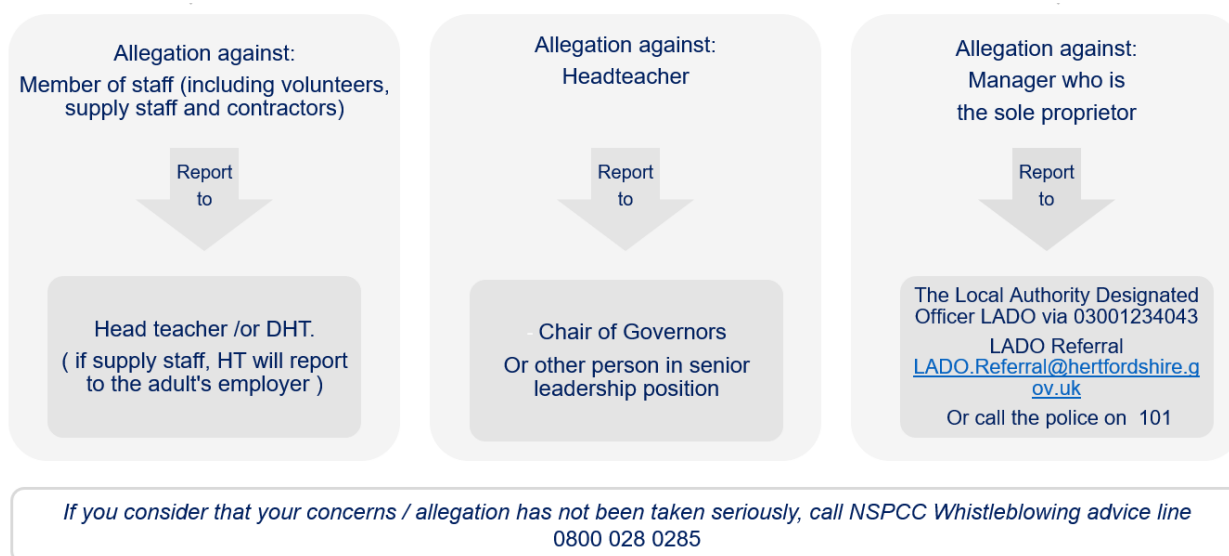 Allegation against:
Member of staff (including volunteers,
supply staff and contractors)
Report
to
Head teacher /or DHT.
( if supply staff, HT will report
to the adult's employer )
Allegation against:
Headteacher
Report
to
- Chair of Governors
Or other person in senior
leadership position
Allegation against:
Manager who is
the sole proprietor
Report
to
The Local Authority Designated
Officer LADO via 03001234043
LADO Referral
LADO.Referral@hertfordshire.g
ov.uk
Or call the police on  101
If you consider that your concerns / allegation has not been taken seriously, call NSPCC Whistleblowing advice line
0800 028 0285